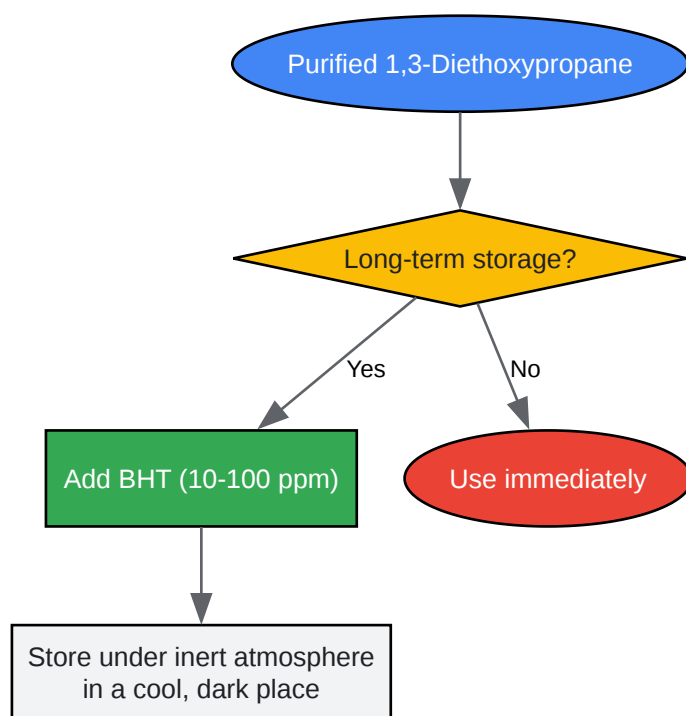 Purified 1,3-Diethoxypropane
Long-term storage?
Yes
No
Add BHT (10-100 ppm)
Use immediately
Store under inert atmosphere
in a cool, dark place